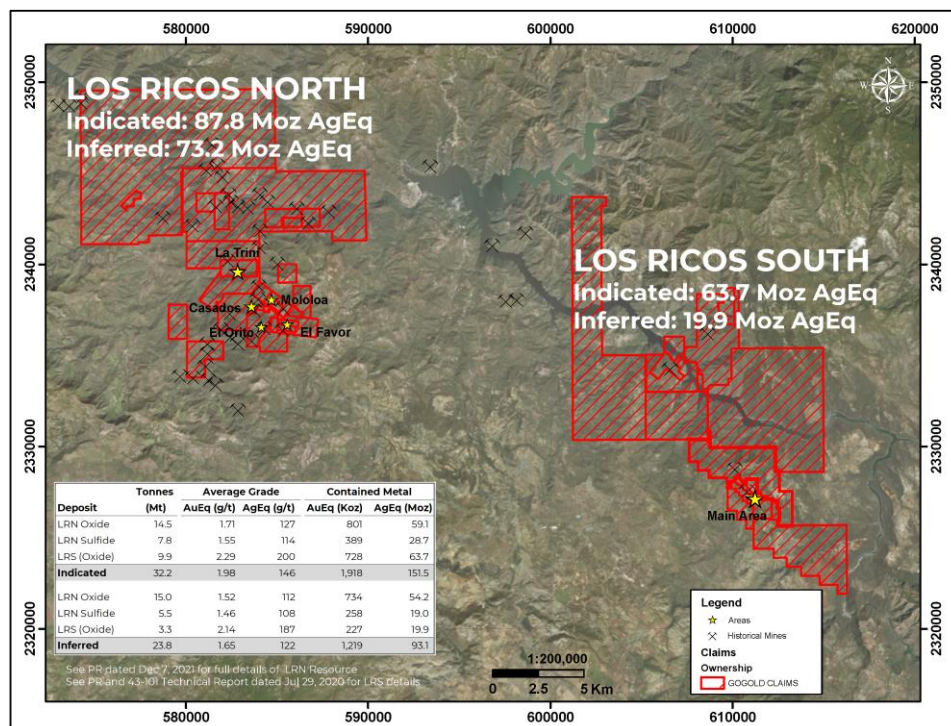 580000 590000 600000 610000 620000
2350000
2340000
2330000
2320000
LOS RICOS NORTH
Indicated: 87.8 Moz AgEq
Inferred: 73.2 Moz AgEq
N
W E
S
La Trini
Mololoa
Casados
El Orito
El Favor
LOS RICOS SOUTH
Indicated: 63.7 Moz AgEq
Inferred: 19.9 Moz AgEq
Main Area
Tonnes Average Grade Contained Metal
Deposit (Mt) AuEq (g/t) AgEq (g/t) AuEq (Koz) AgEq (Moz)
LRN Oxide 14.5 1.71 127 801 59.1
LRN Sulfide 7.8 1.55 114 389 28.7
LRS (Oxide) 9.9 2.29 200 728 63.7
Indicated 32.2 1.98 146 1,918 151.5
LRN Oxide 15.0 1.52 112 734 54.2
LRN Sulfide 5.5 1.46 108 258 19.0
LRS (Oxide) 3.3 2.14 187 227 19.9
Inferred 23.8 1.65 122 1,219 93.1
See PR dated Dec 7, 2021 for full details of LRN Resource
See PR and 43-101 Technical Report dated Jul 29, 2020 for LRS details
1:200,000
0 2.5 5 Km
Legend
Areas
Historical Mines
Claims
Ownership
GOGOLD CLAIMS
2350000
2340000
2330000
2320000
580000 590000 600000 610000